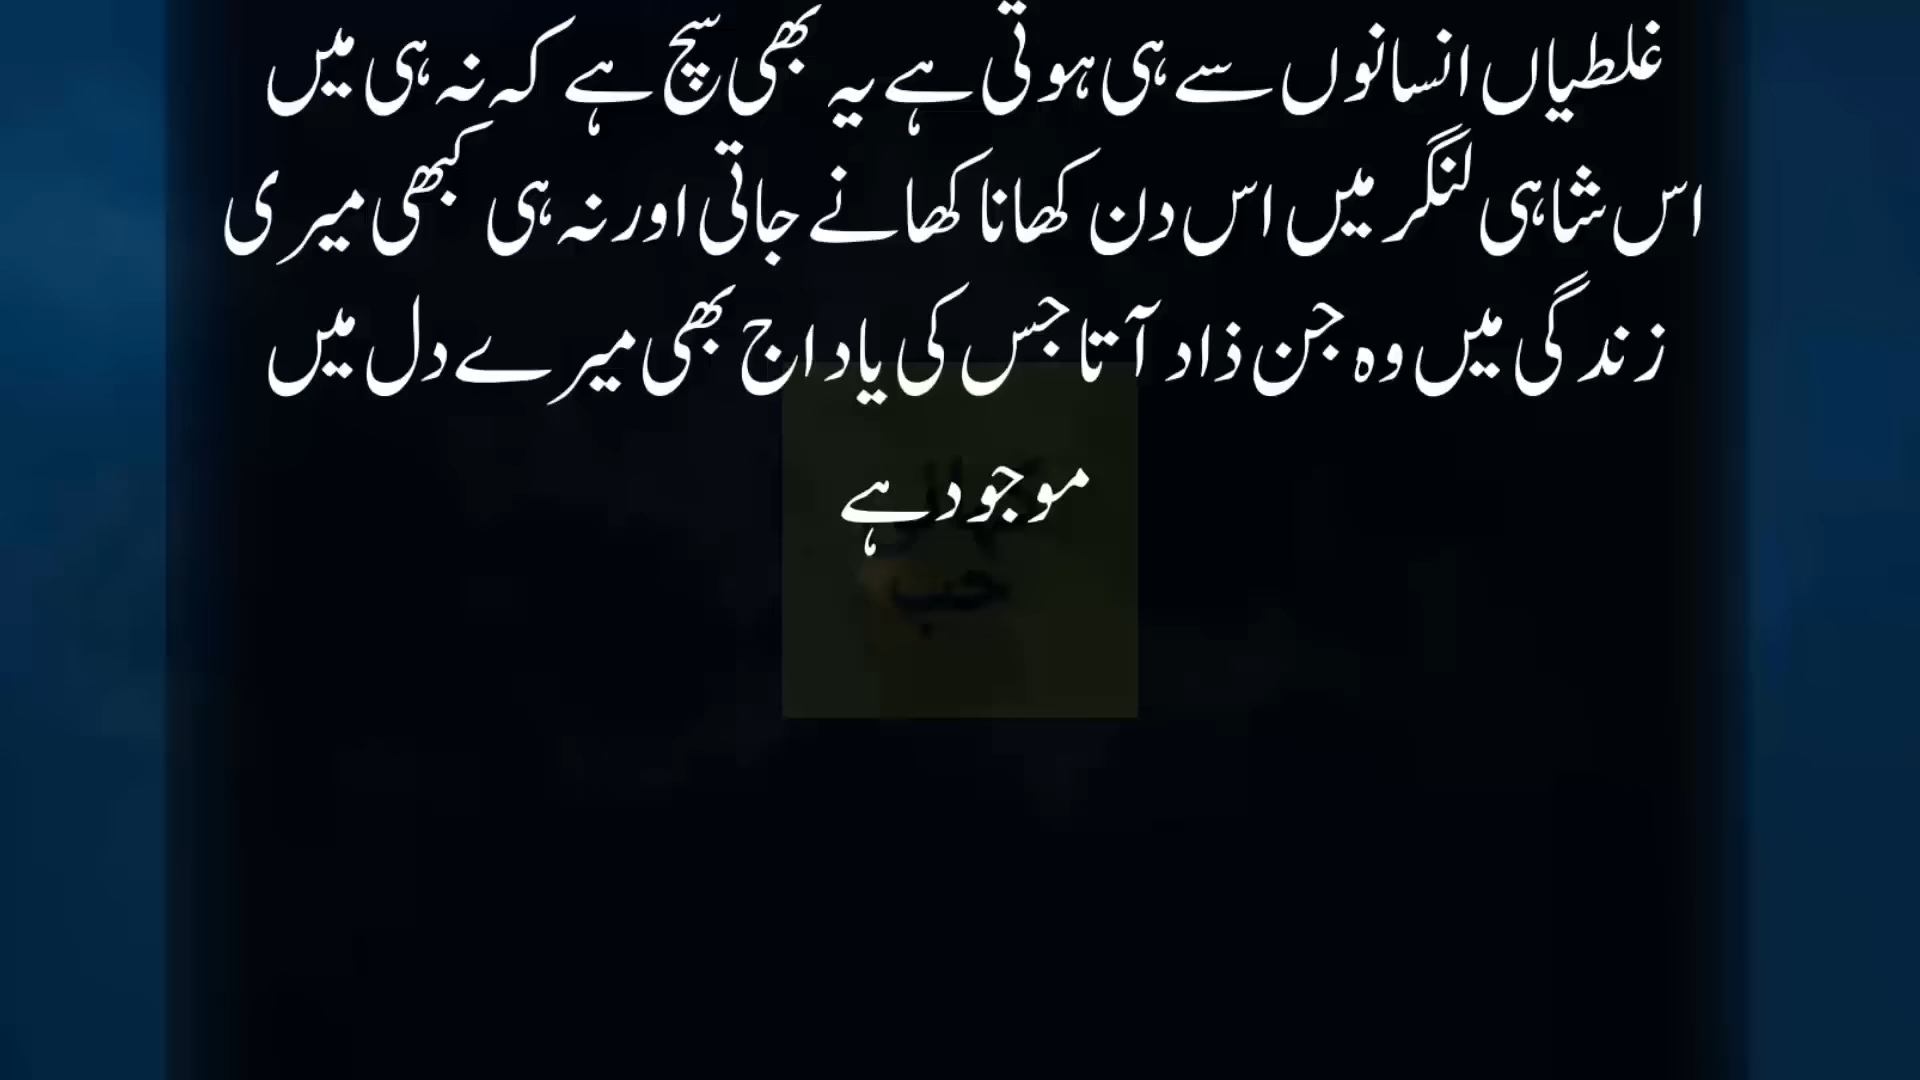 غلطیاں انسانوں سے ہی ہوتی ہے یہ بھی سچ ہے کہ نہ ہی میں
اس شاہی لنگر میں اس دن کھانا کھانے جاتی اور نہ ہی کبھی میری
زندگی میں وہ جن ذاد آتا جس کی یاد اج بھی میرے دل میں
موجود ہے